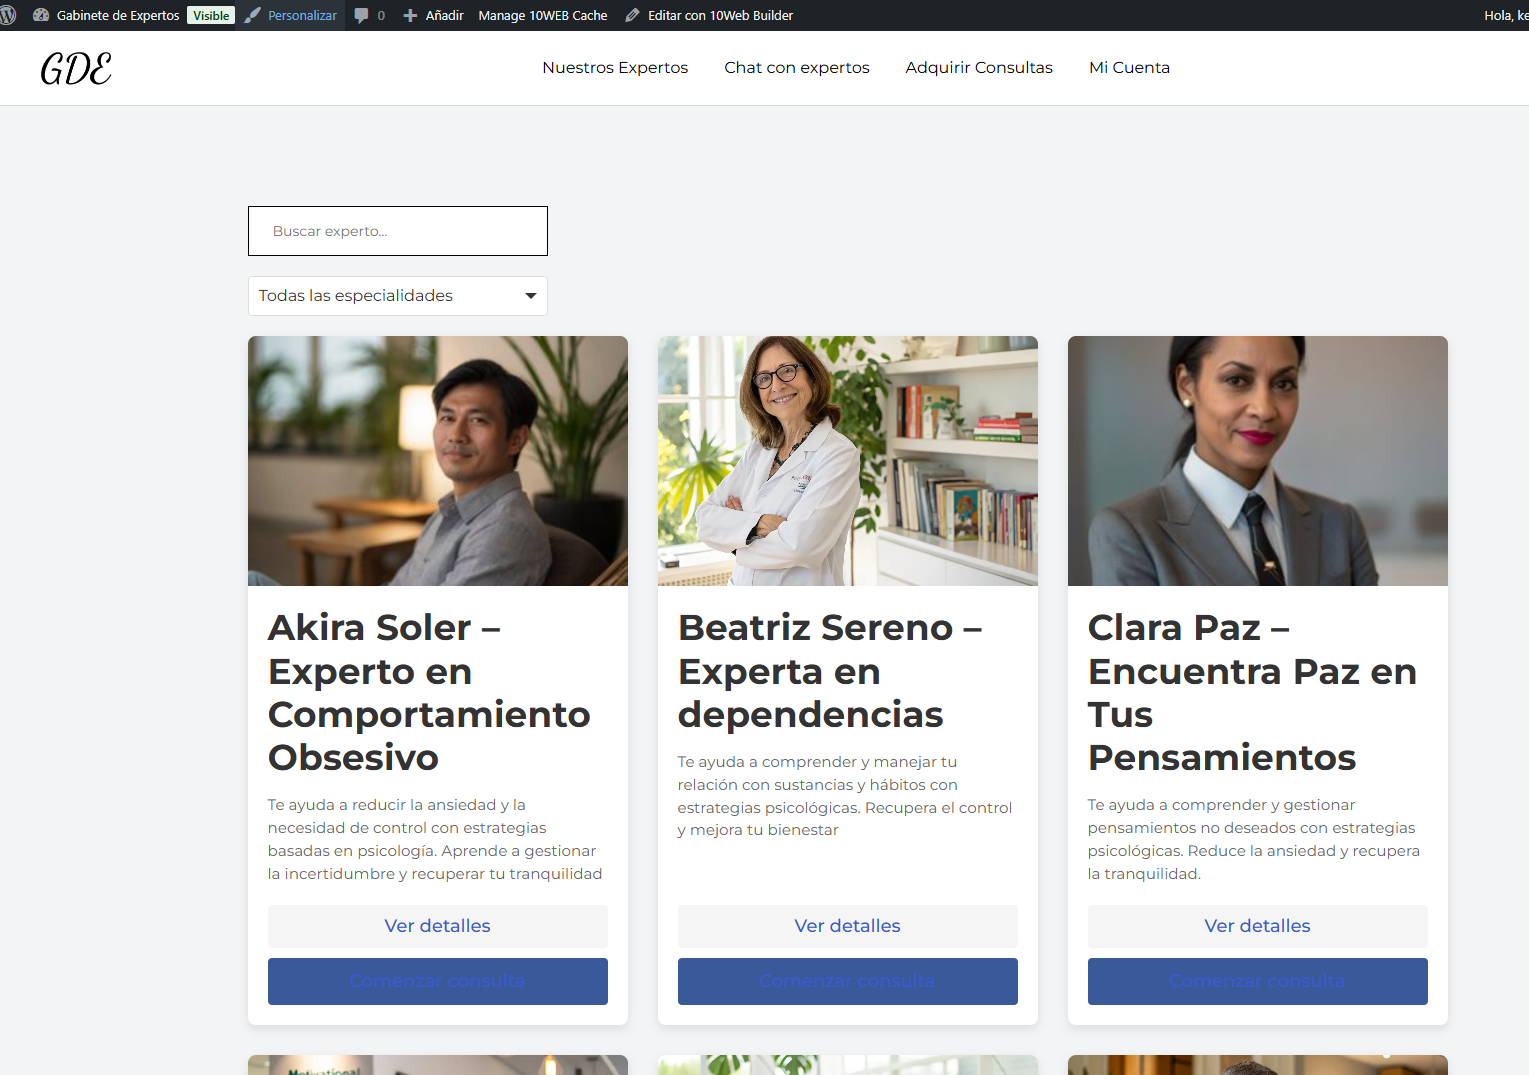 Gabinete de Expertos Visible Personalizar 0 Añadir Manage 10WEB Cache Editar con 10Web Builder Hola, ke
GDE Nuestros Expertos Chat con expertos Adquirir Consultas Mi Cuenta
Buscar experto...
Todas las especialidades
Akira Soler –
Experto en
Comportamiento
Obsesivo
Te ayuda a reducir la ansiedad y la
necesidad de control con estrategias
basadas en psicología. Aprende a gestionar
la incertidumbre y recuperar tu tranquilidad
Ver detalles
Comenzar consulta
Beatriz Sereno –
Experta en
dependencias
Te ayuda a comprender y manejar tu
relación con sustancias y hábitos con
estrategias psicológicas. Recupera el control
y mejora tu bienestar
Ver detalles
Comenzar consulta
Clara Paz –
Encuentra Paz en
Tus
Pensamientos
Te ayuda a comprender y gestionar
pensamientos no deseados con estrategias
psicológicas. Reduce la ansiedad y recupera
la tranquilidad.
Ver detalles
Comenzar consulta
Motivational